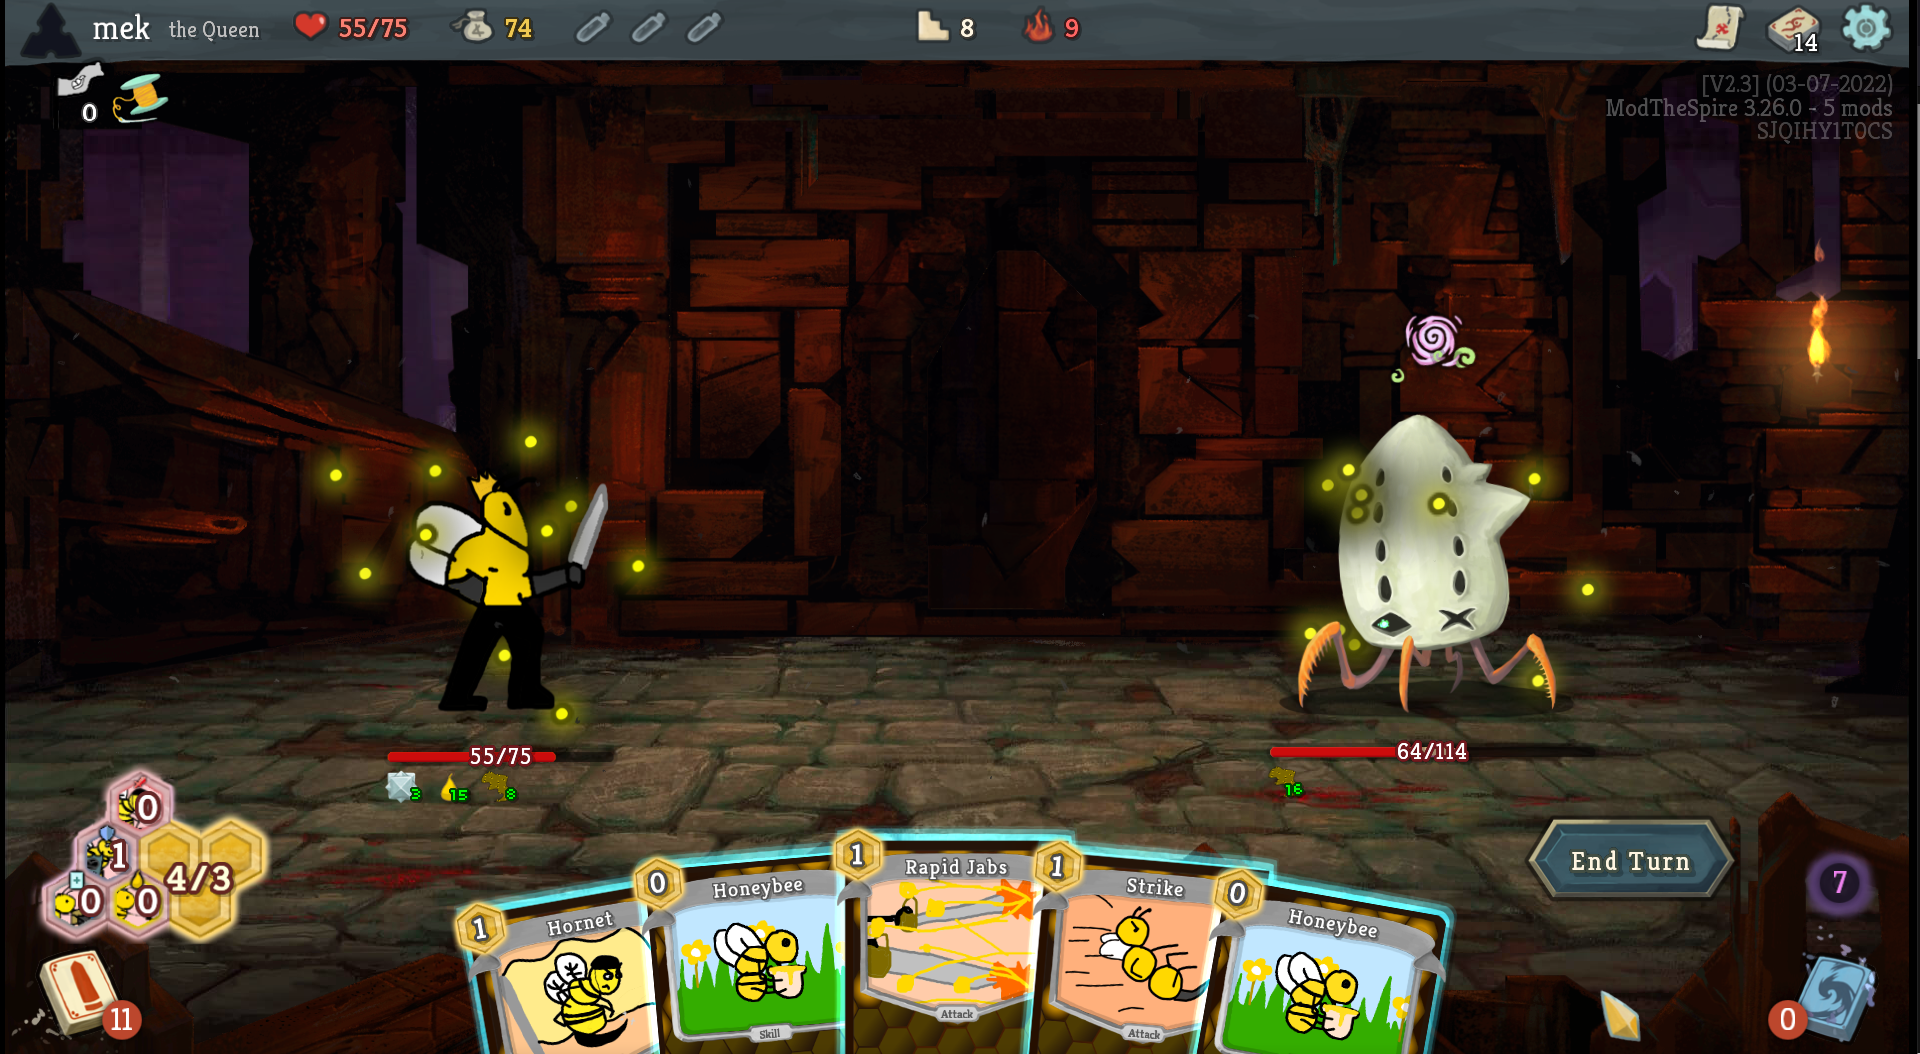 mek the Queen 55/75 74 8 9 14
0
[V2.3] (03-07-2022)
ModTheSpire 3.26.0 - 5 mods
SJQIHY1T0CS
55/75
3 15 8
64/114
16
0
1
0 0
4/3
11
1 Hornet
0 Honeybee
Skill
1 Rapid Jabs
Attack
1 Strike
Attack
0 Honeybee
End Turn
7
0